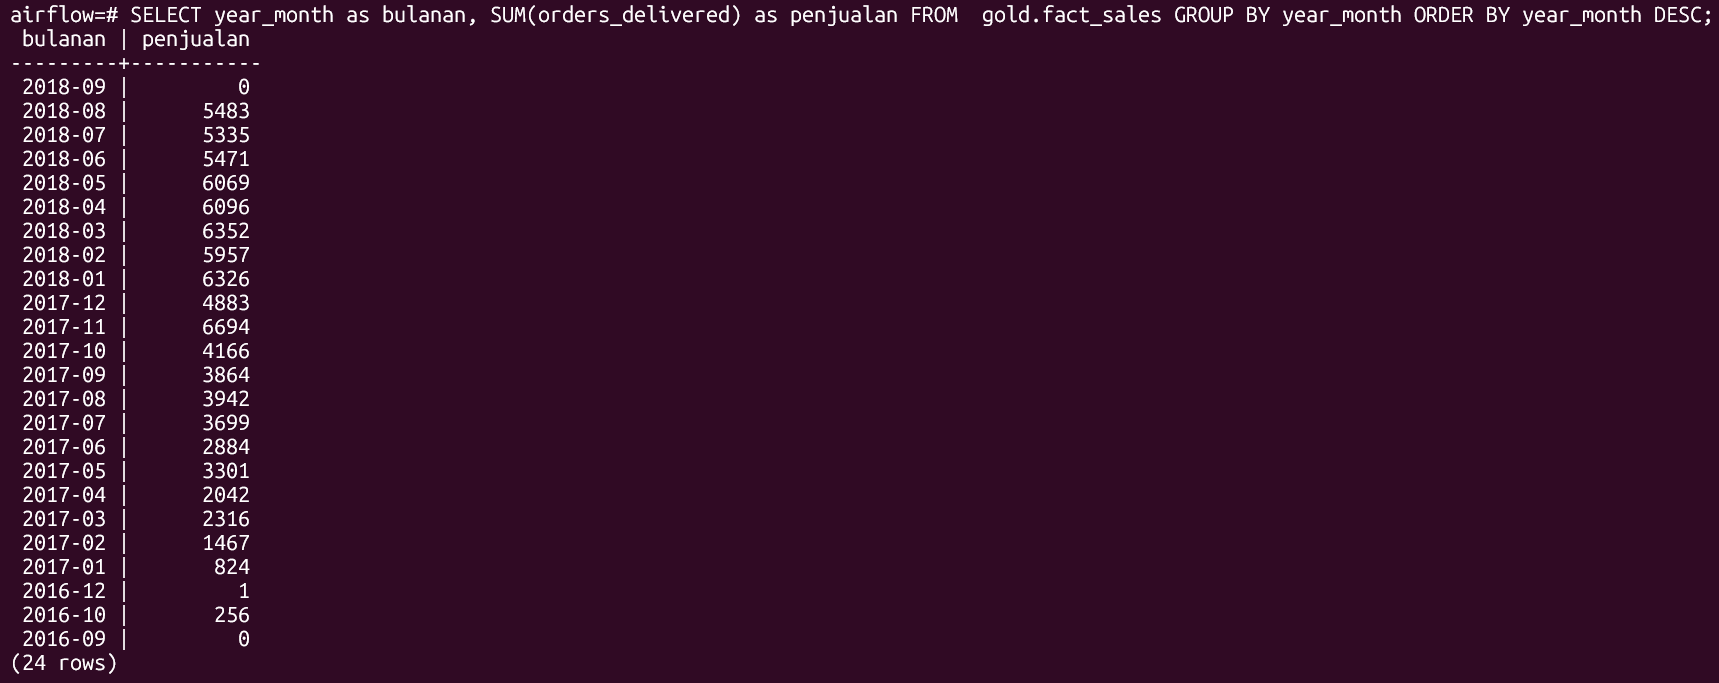 airflow=# SELECT year_month as bulanan, SUM(orders_delivered) as penjualan FROM  gold.fact_sales GROUP BY year_month ORDER BY year_month DESC;
 bulanan | penjualan
---------+-----------
 2018-09 |         0
 2018-08 |      5483
 2018-07 |      5335
 2018-06 |      5471
 2018-05 |      6069
 2018-04 |      6096
 2018-03 |      6352
 2018-02 |      5957
 2018-01 |      6326
 2017-12 |      4883
 2017-11 |      6694
 2017-10 |      4166
 2017-09 |      3864
 2017-08 |      3942
 2017-07 |      3699
 2017-06 |      2884
 2017-05 |      3301
 2017-04 |      2042
 2017-03 |      2316
 2017-02 |      1467
 2017-01 |       824
 2016-12 |         1
 2016-10 |       256
 2016-09 |         0
(24 rows)